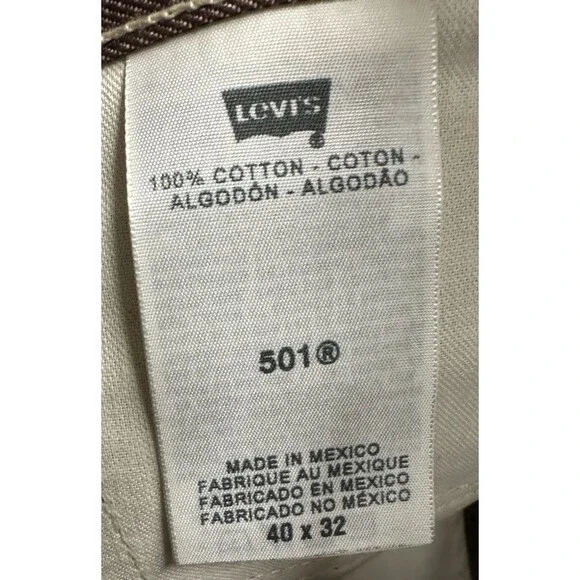 Levi's
100% COTTON - COTON -
ALGODÓN - ALGODÃO
501®
MADE IN MEXICO
FABRIQUE AU MEXIQUE
FABRICADO EN MEXICO
FABRICADO NO MÉXICO
40 x 32